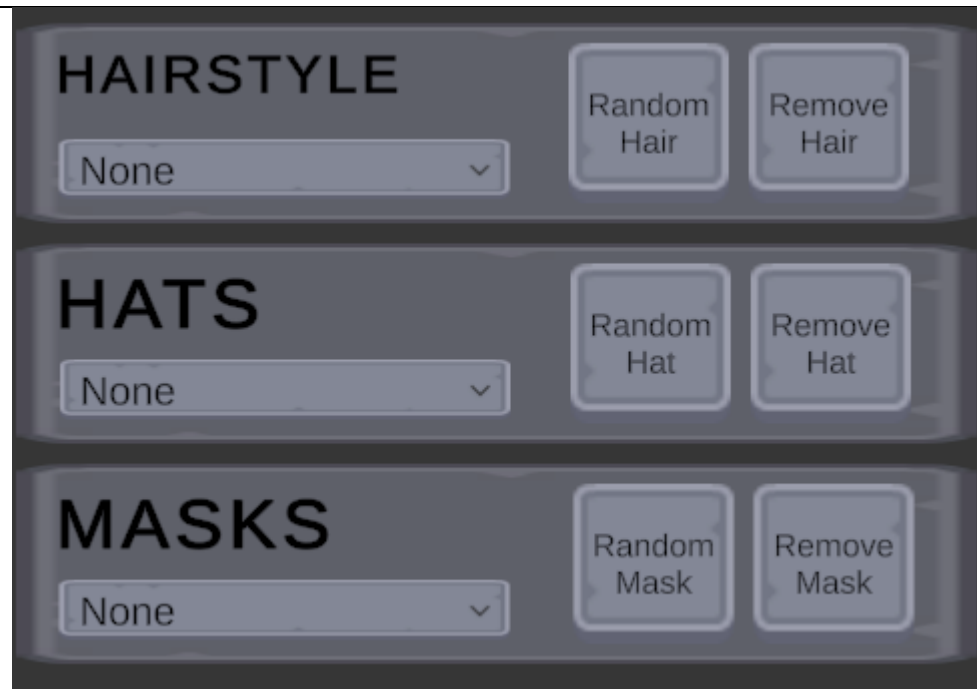 HAIRSTYLE
None
Random
Hair
Remove
Hair
HATS
None
Random
Hat
Remove
Hat
MASKS
None
Random
Mask
Remove
Mask